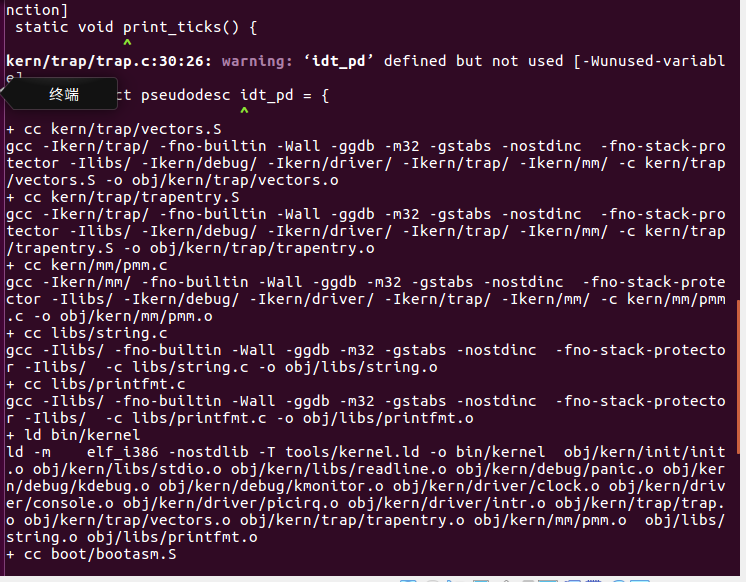 nction]
 static void print_ticks() {
             ^
kern/trap/trap.c:30:26: warning: ‘idt_pd’ defined but not used [-Wunused-variabl
e]
终端
ct pseudodesc idt_pd = {
                          ^
+ cc kern/trap/vectors.S
gcc -Ikern/trap/ -fno-builtin -Wall -ggdb -m32 -gstabs -nostdinc  -fno-stack-pro
tector -Ilibs/ -Ikern/debug/ -Ikern/driver/ -Ikern/trap/ -Ikern/mm/ -c kern/trap
/vectors.S -o obj/kern/trap/vectors.o
+ cc kern/trap/trapentry.S
gcc -Ikern/trap/ -fno-builtin -Wall -ggdb -m32 -gstabs -nostdinc  -fno-stack-pro
tector -Ilibs/ -Ikern/debug/ -Ikern/driver/ -Ikern/trap/ -Ikern/mm/ -c kern/trap
/trapentry.S -o obj/kern/trap/trapentry.o
+ cc kern/mm/pmm.c
gcc -Ikern/mm/ -fno-builtin -Wall -ggdb -m32 -gstabs -nostdinc  -fno-stack-prote
ctor -Ilibs/ -Ikern/debug/ -Ikern/driver/ -Ikern/trap/ -Ikern/mm/ -c kern/mm/pmm
.c -o obj/kern/mm/pmm.o
+ cc libs/string.c
gcc -Ilibs/ -fno-builtin -Wall -ggdb -m32 -gstabs -nostdinc  -fno-stack-protecto
r -Ilibs/  -c libs/string.c -o obj/libs/string.o
+ cc libs/printfmt.c
gcc -Ilibs/ -fno-builtin -Wall -ggdb -m32 -gstabs -nostdinc  -fno-stack-protecto
r -Ilibs/  -c libs/printfmt.c -o obj/libs/printfmt.o
+ ld bin/kernel
ld -m    elf_i386 -nostdlib -T tools/kernel.ld -o bin/kernel  obj/kern/init/init
.o obj/kern/libs/stdio.o obj/kern/libs/readline.o obj/kern/debug/panic.o obj/ker
n/debug/kdebug.o obj/kern/debug/kmonitor.o obj/kern/driver/clock.o obj/kern/driv
er/console.o obj/kern/driver/picirq.o obj/kern/driver/intr.o obj/kern/trap/trap.
o obj/kern/trap/vectors.o obj/kern/trap/trapentry.o obj/kern/mm/pmm.o  obj/libs/
string.o obj/libs/printfmt.o
+ cc boot/bootasm.S